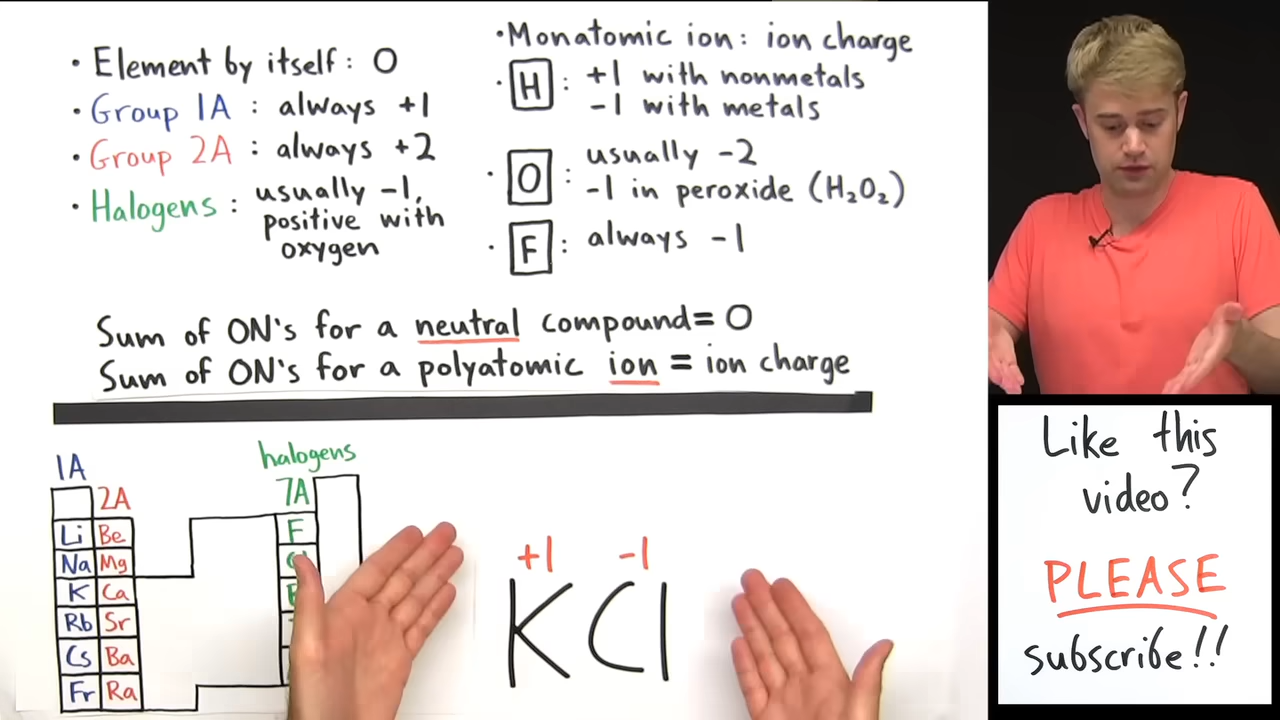 • Element by itself: 0
• Group 1A : always +1
• Group 2A : always +2
• Halogens : usually -1,
positive with
oxygen
• Monatomic ion: ion charge
• H : +1 with nonmetals
-1 with metals
• O : usually -2
-1 in peroxide (H₂O₂)
• F : always -1
Sum of ON's for a neutral compound = 0
Sum of ON's for a polyatomic ion = ion charge
1A
2A
Li Be
Na Mg
K Ca
Rb Sr
Cs Ba
Fr Ra
halogens
7A
F
+1 -1
KCl
Like this
video?
PLEASE
subscribe!!